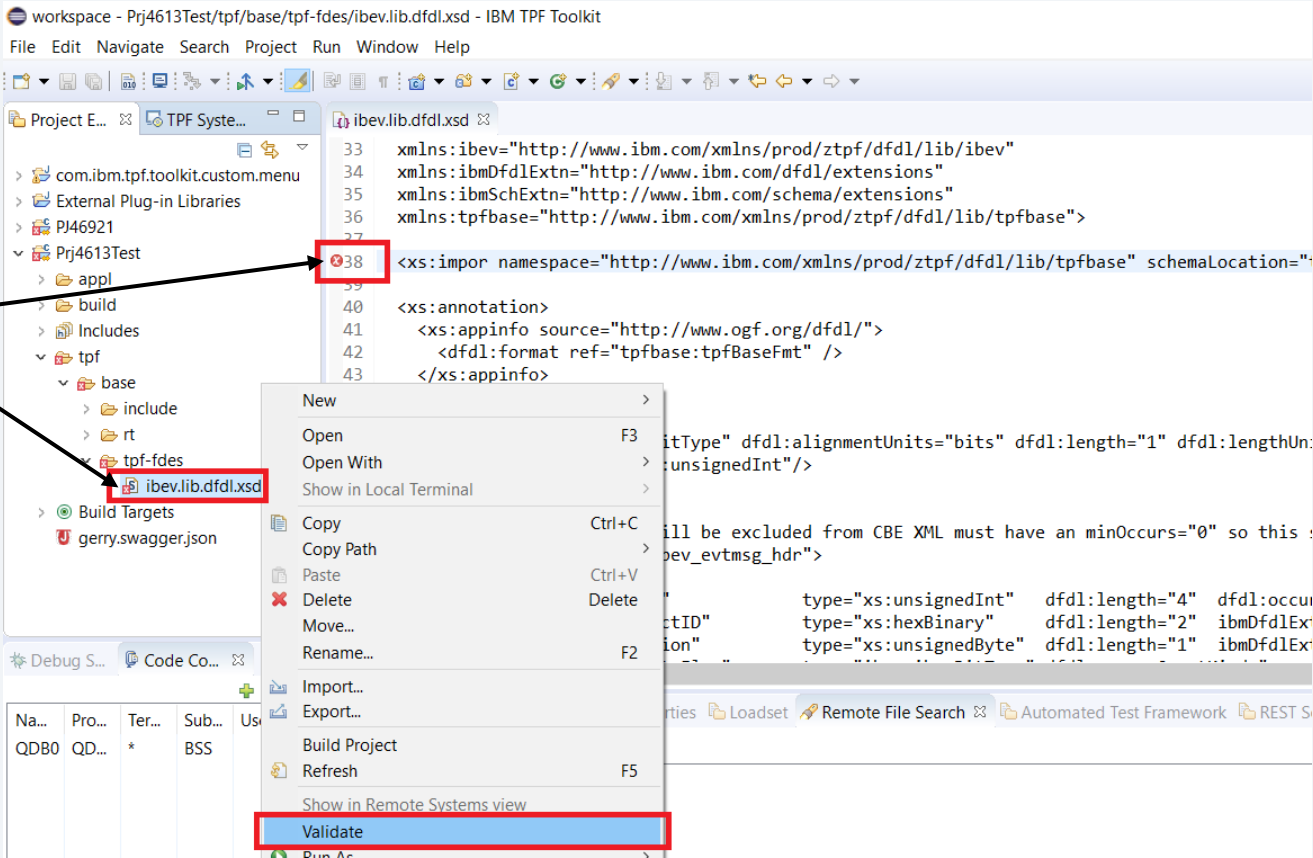 workspace - Prj4613Test/tpf/base/tpf-fdes/ibev.lib.dfdl.xsd - IBM TPF Toolkit
File Edit Navigate Search Project Run Window Help
Project E... TPF Syste...
com.ibm.tpf.toolkit.custom.menu
External Plug-in Libraries
PJ46921
Prj4613Test
appl
build
Includes
tpf
base
include
rt
tpf-fdes
ibev.lib.dfdl.xsd
Build Targets
gerry.swagger.json
ibev.lib.dfdl.xsd
33 xmlns:ibev="http://www.ibm.com/xmlns/prod/ztpf/dfdl/lib/ibev"
34 xmlns:ibmDfdlExtn="http://www.ibm.com/dfdl/extensions"
35 xmlns:ibmSchExtn="http://www.ibm.com/schema/extensions"
36 xmlns:tpfbase="http://www.ibm.com/xmlns/prod/ztpf/dfdl/lib/tpfbase">
37
38 <xs:impor namespace="http://www.ibm.com/xmlns/prod/ztpf/dfdl/lib/tpfbase" schemaLocation="
39
40 <xs:annotation>
41 <xs:appinfo source="http://www.ogf.org/dfdl/">
42 <dfdl:format ref="tpfbase:tpfBaseFmt" />
43 </xs:appinfo>
itType" dfdl:alignmentUnits="bits" dfdl:length="1" dfdl:lengthUni
:unsignedInt"/>
ill be excluded from CBE XML must have an minOccurs="0" so this
bev_evtmsg_hdr">
" type="xs:unsignedInt" dfdl:length="4" dfdl:occur
ctID" type="xs:hexBinary" dfdl:length="2" ibmDfdlExt
ion" type="xs:unsignedByte" dfdl:length="1" ibmDfdlExt
New
Open F3
Open With
Show in Local Terminal
Copy Ctrl+C
Copy Path
Paste Ctrl+V
Delete Delete
Move...
Rename... F2
Import...
Export...
Build Project
Refresh F5
Show in Remote Systems view
Validate
Run As
Debug S... Code Co...
Na... Pro... Ter... Sub... Use
QDB0 QD... * BSS
rties Loadset Remote File Search Automated Test Framework REST S